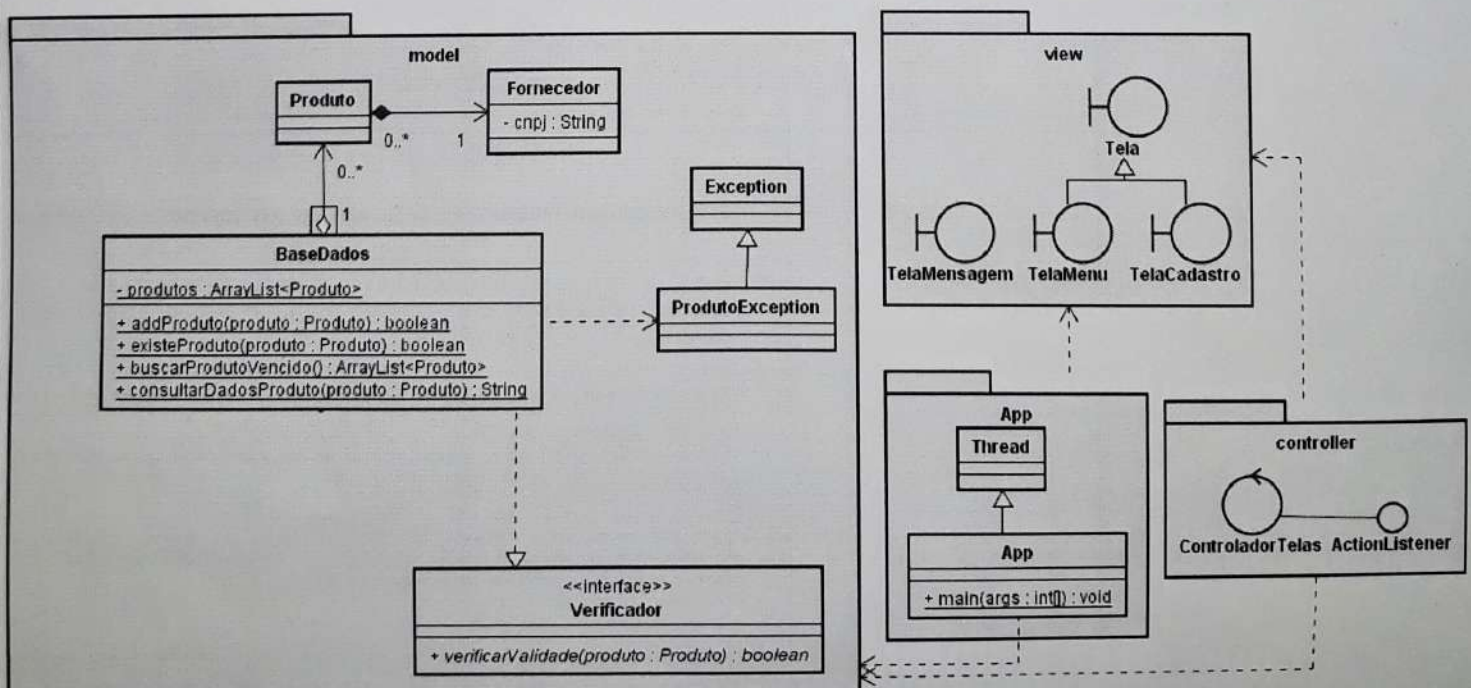 model
Produto
0..*
1
Fornecedor
- cnpj : String
0..*
1
BaseDados
- produtos : ArrayList<Produto>
+ addProduto(produto : Produto) : boolean
+ existeProduto(produto : Produto) : boolean
+ buscarProdutoVencido() : ArrayList<Produto>
+ consultarDadosProduto(produto : Produto) : String
Exception
ProdutoException
<<interface>>
Verificador
+ verificarValidade(produto : Produto) : boolean
view
Tela
TelaMensagem
TelaMenu
TelaCadastro
App
Thread
App
+ main(args : int[]) : void
controller
ControladorTelas
ActionListener